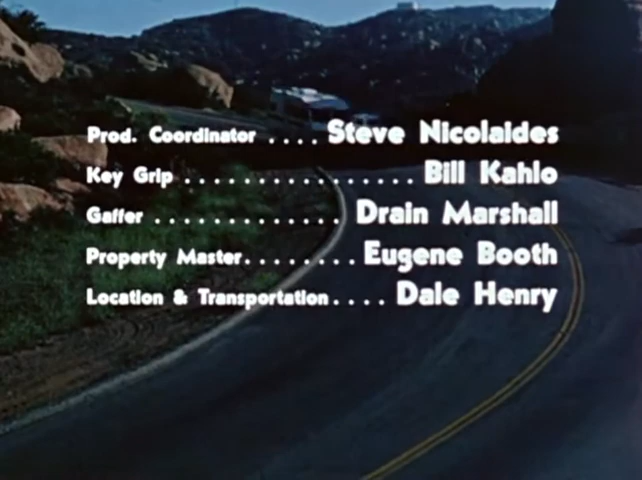 Prod. Coordinator .... Steve Nicolaides
Key Grip ................. Bill Kahlo
Gaffer .............. Drain Marshall
Property Master........ Eugene Booth
Location & Transportation.... Dale Henry